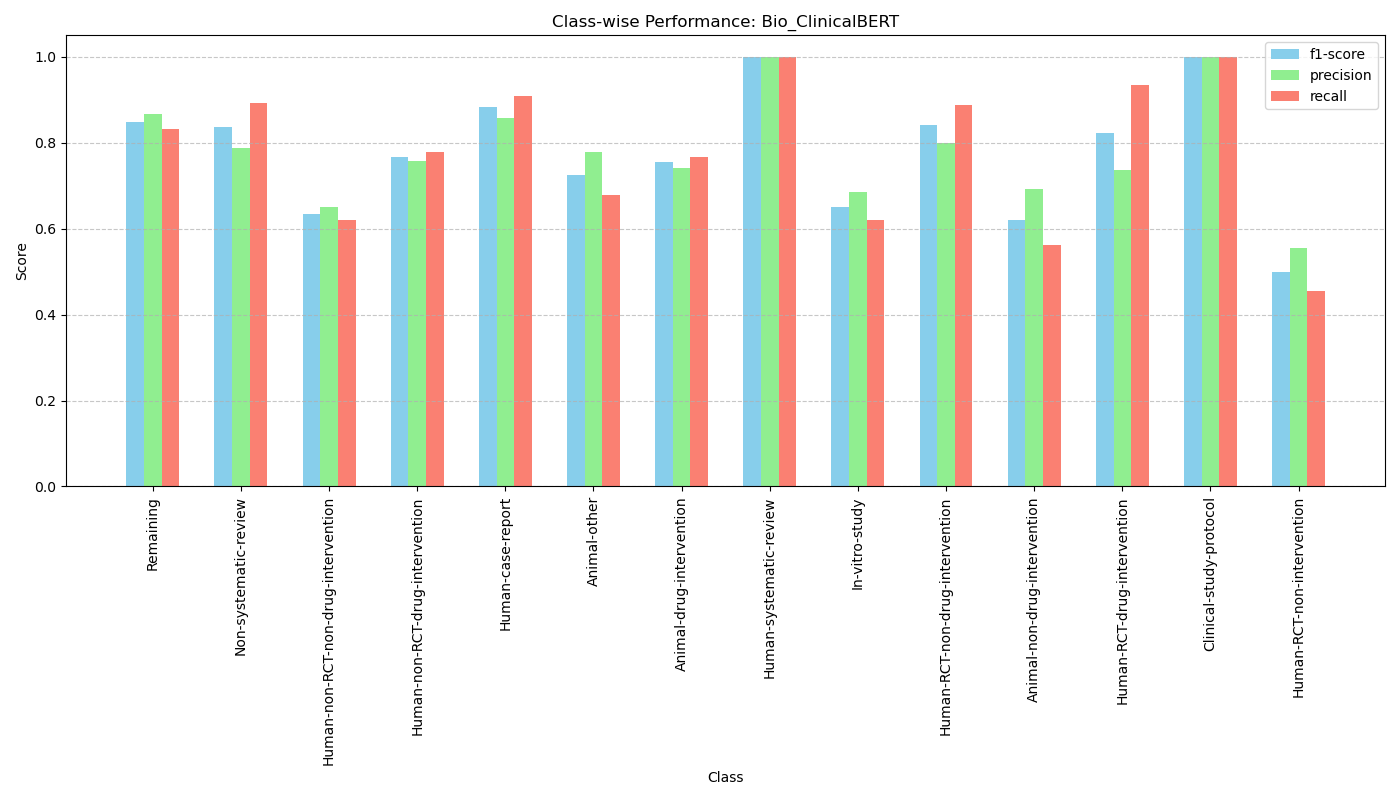 Class-wise Performance: Bio_ClinicalBERT
f1-score
precision
recall
1.0
0.8
0.6
0.4
0.2
0.0
Score
Remaining
Non-systematic-review
Human-non-RCT-non-drug-intervention
Human-non-RCT-drug-intervention
Human-case-report
Animal-other
Animal-drug-intervention
Human-systematic-review
In-vitro-study
Human-RCT-non-drug-intervention
Animal-non-drug-intervention
Human-RCT-drug-intervention
Clinical-study-protocol
Human-RCT-non-intervention
Class